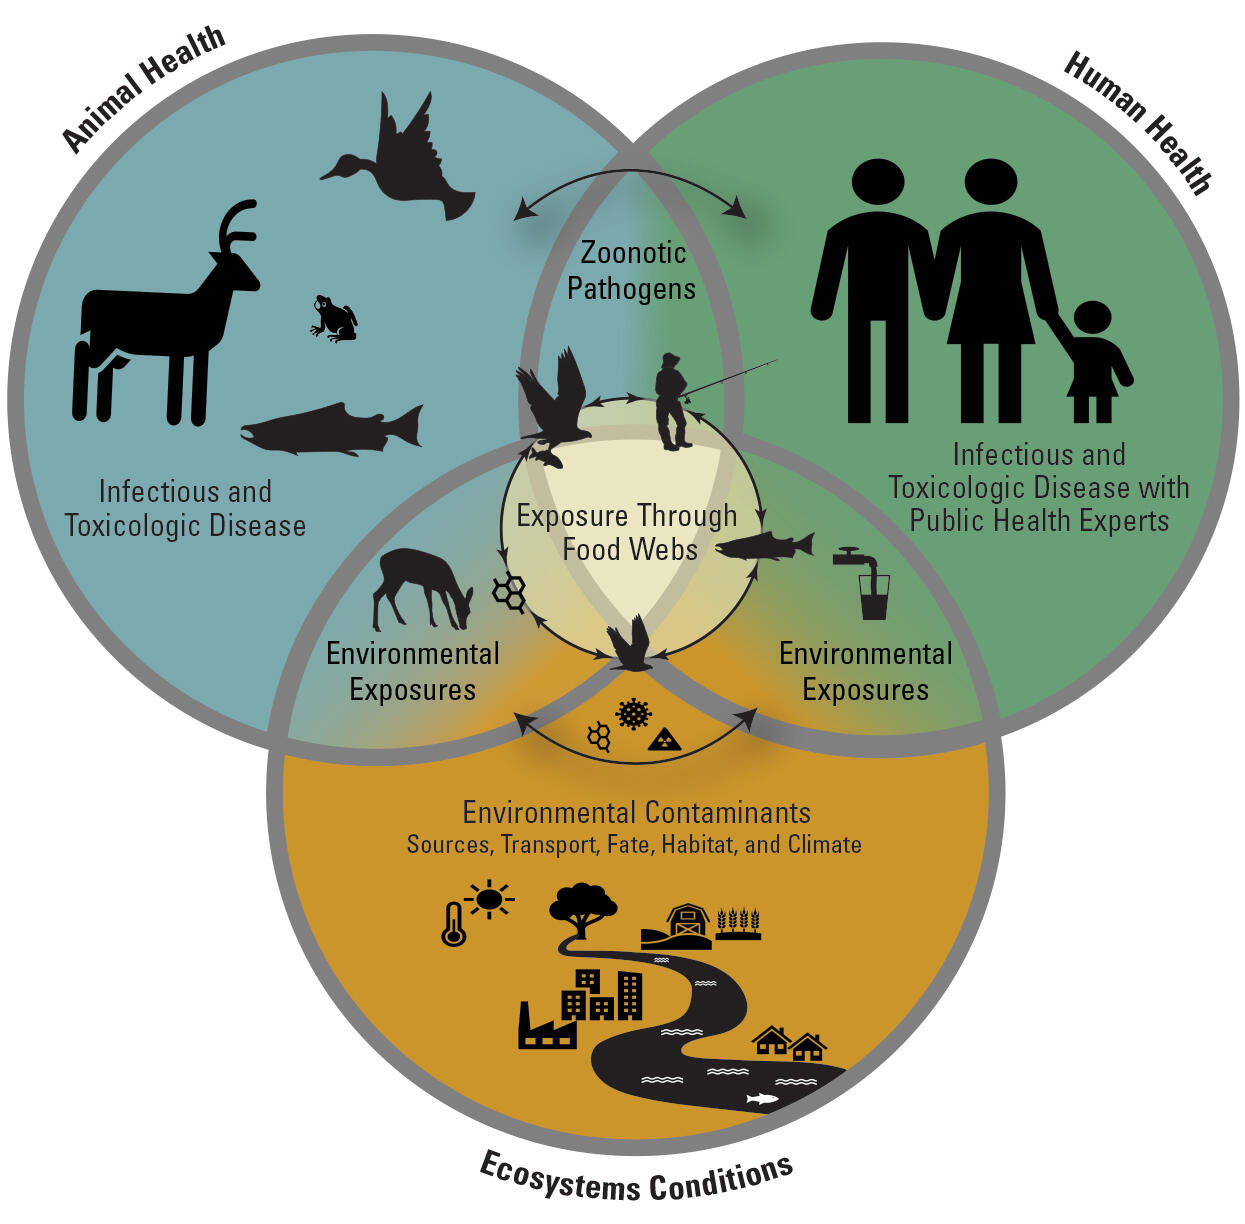 Animal Health
Human Health
Zoonotic
Pathogens
Infectious and
Toxicologic Disease
Infectious and
Toxicologic Disease with
Public Health Experts
Exposure Through
Food Webs
Environmental
Exposures
Environmental
Exposures
Environmental Contaminants
Sources, Transport, Fate, Habitat, and Climate
Ecosystems Conditions